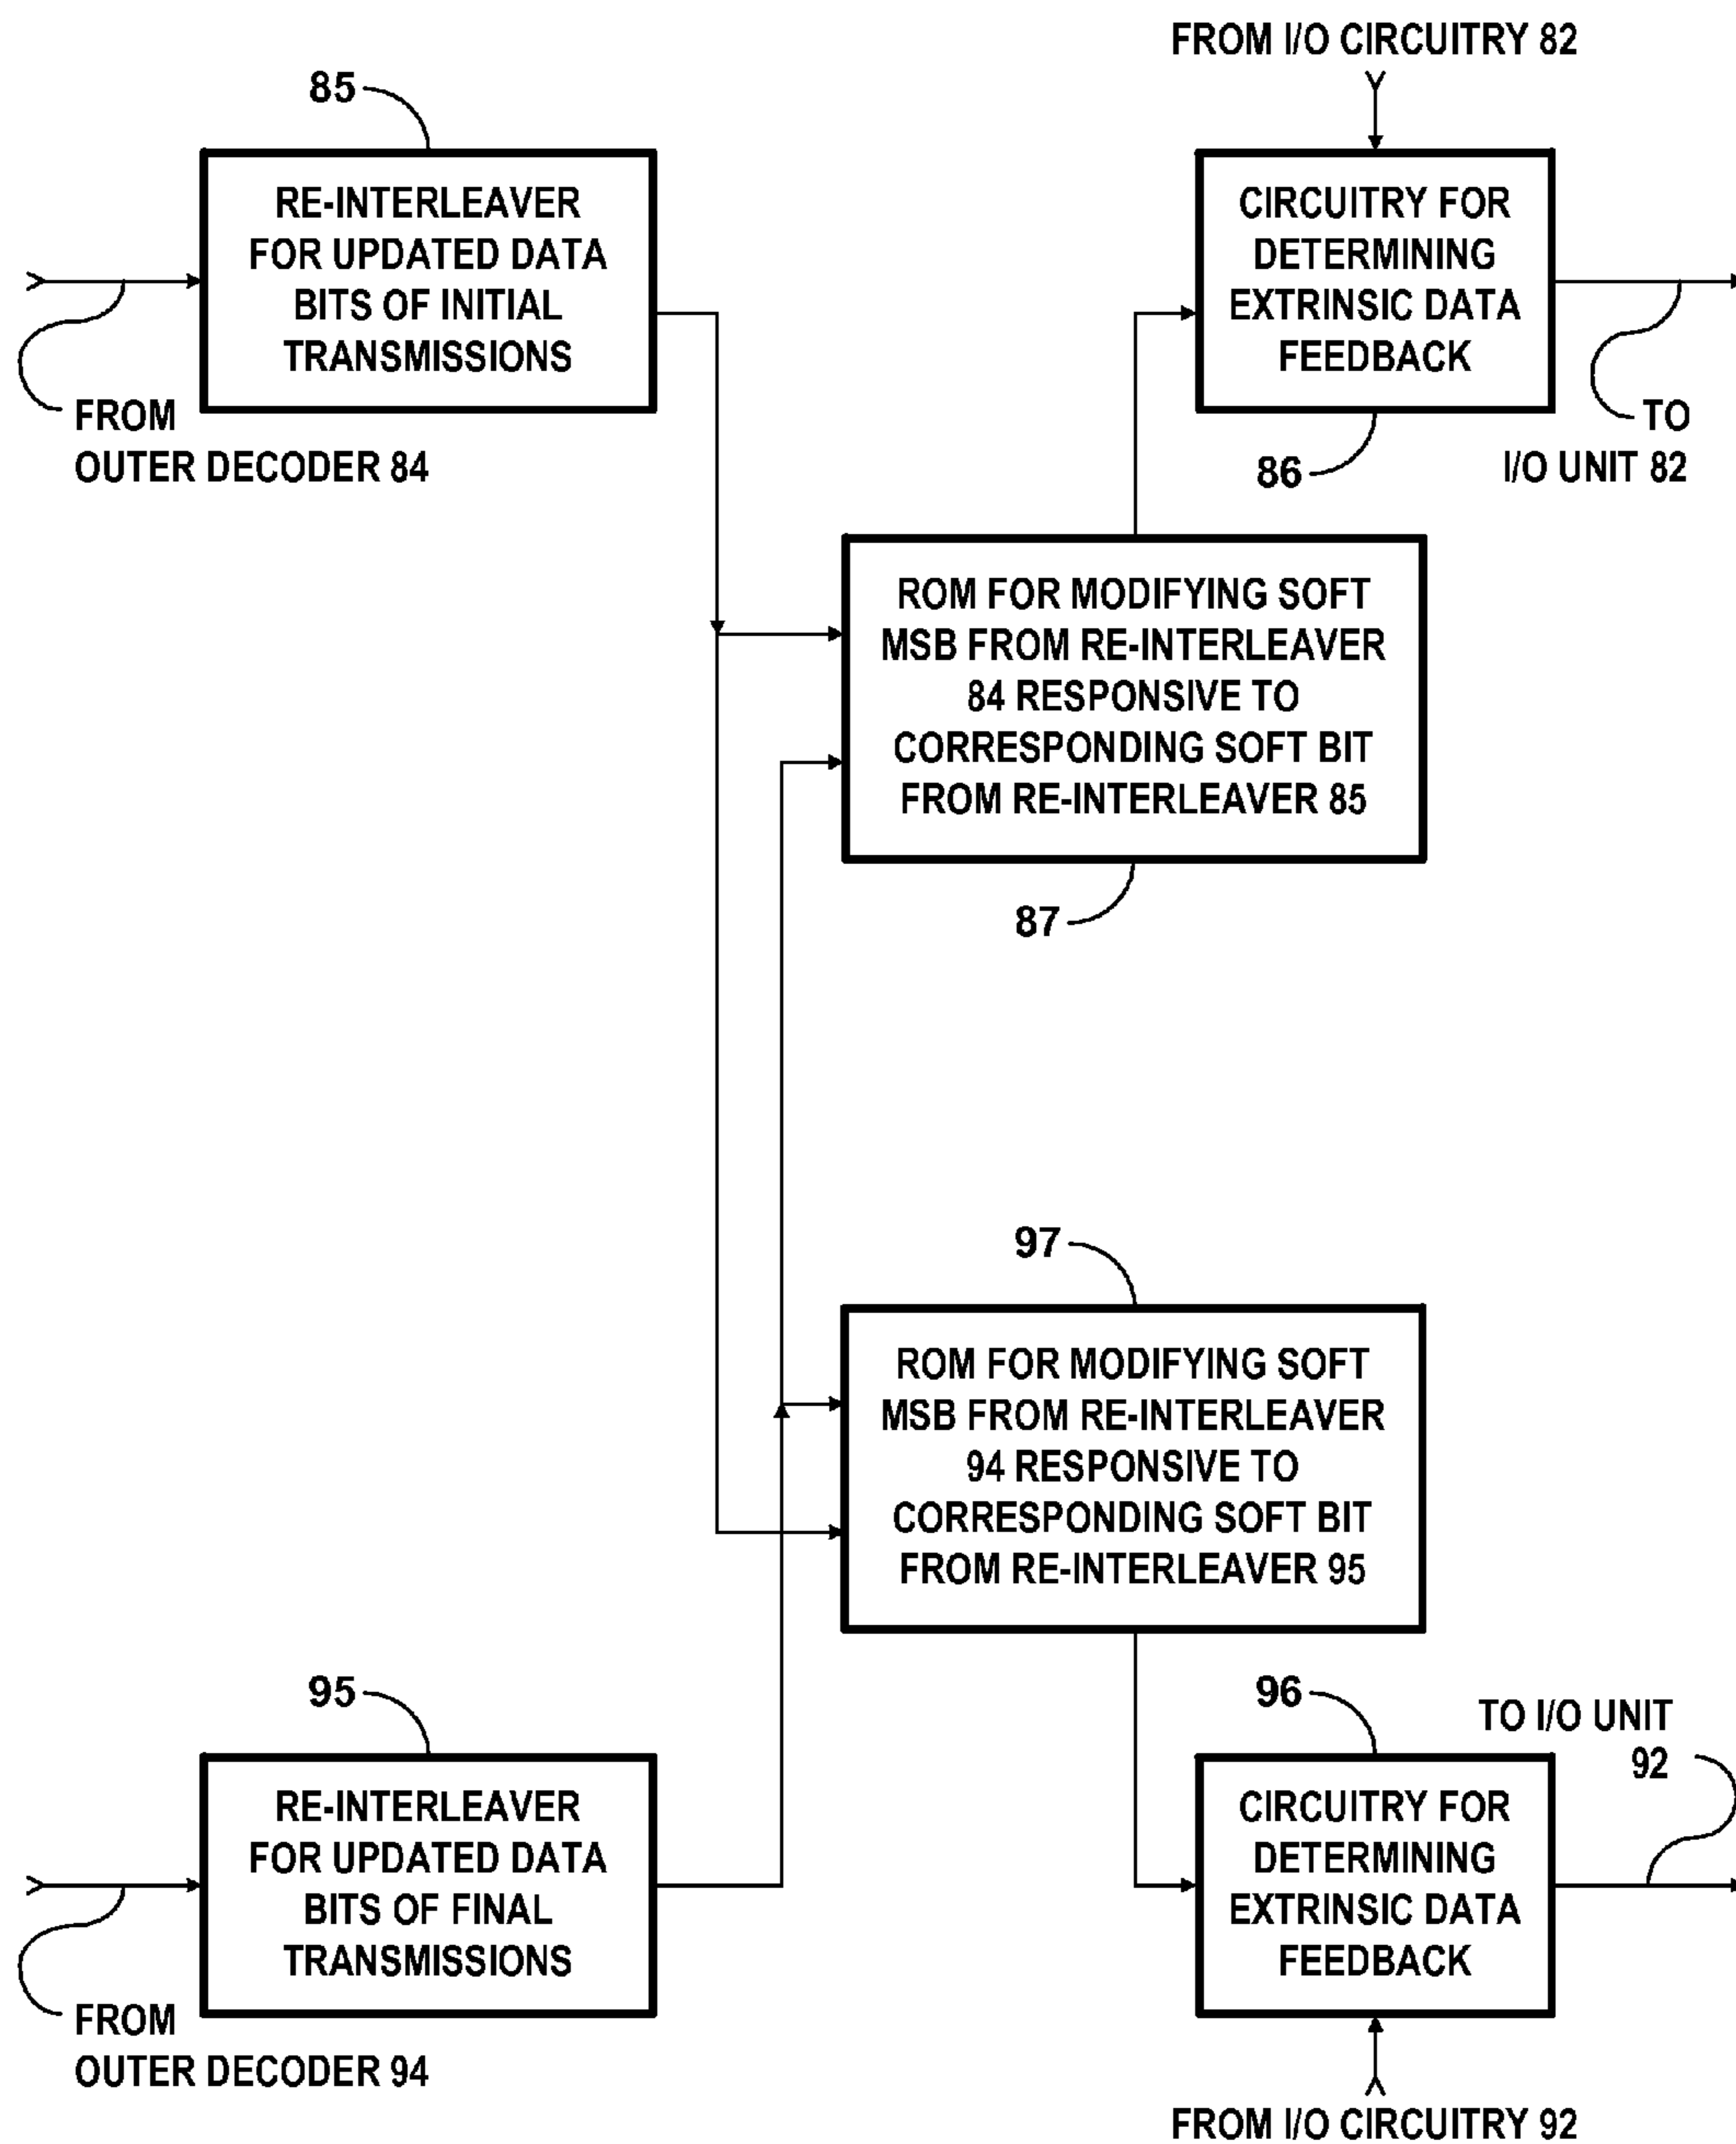 FROM I/O CIRCUITRY 82
85
RE-INTERLEAVER
FOR UPDATED DATA
BITS OF INITIAL
TRANSMISSIONS
CIRCUITRY FOR
DETERMINING
EXTRINSIC DATA
FEEDBACK
FROM
OUTER DECODER 84
86
TO
I/O UNIT 82
ROM FOR MODIFYING SOFT
MSB FROM RE-INTERLEAVER
84 RESPONSIVE TO
CORRESPONDING SOFT BIT
FROM RE-INTERLEAVER 85
87
97
ROM FOR MODIFYING SOFT
MSB FROM RE-INTERLEAVER
94 RESPONSIVE TO
CORRESPONDING SOFT BIT
FROM RE-INTERLEAVER 95
95
96
TO I/O UNIT
92
RE-INTERLEAVER
FOR UPDATED DATA
BITS OF FINAL
TRANSMISSIONS
CIRCUITRY FOR
DETERMINING
EXTRINSIC DATA
FEEDBACK
FROM
OUTER DECODER 94
FROM I/O CIRCUITRY 92